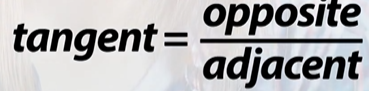 tangent = opposite
adjacent